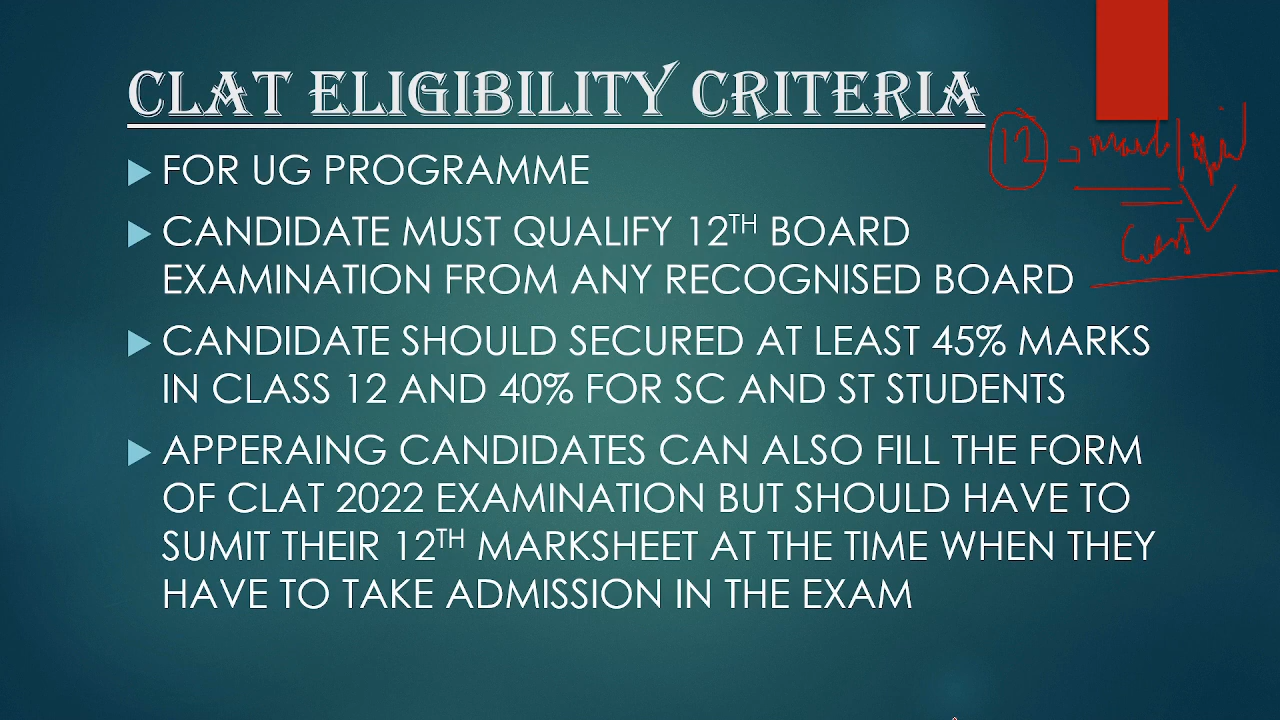 CLAT ELIGIBILITY CRITERIA
FOR UG PROGRAMME
CANDIDATE MUST QUALIFY 12TH BOARD
EXAMINATION FROM ANY RECOGNISED BOARD
CANDIDATE SHOULD SECURED AT LEAST 45% MARKS
IN CLASS 12 AND 40% FOR SC AND ST STUDENTS
APPERAING CANDIDATES CAN ALSO FILL THE FORM
OF CLAT 2022 EXAMINATION BUT SHOULD HAVE TO
SUMIT THEIR 12TH MARKSHEET AT THE TIME WHEN THEY
HAVE TO TAKE ADMISSION IN THE EXAM
12